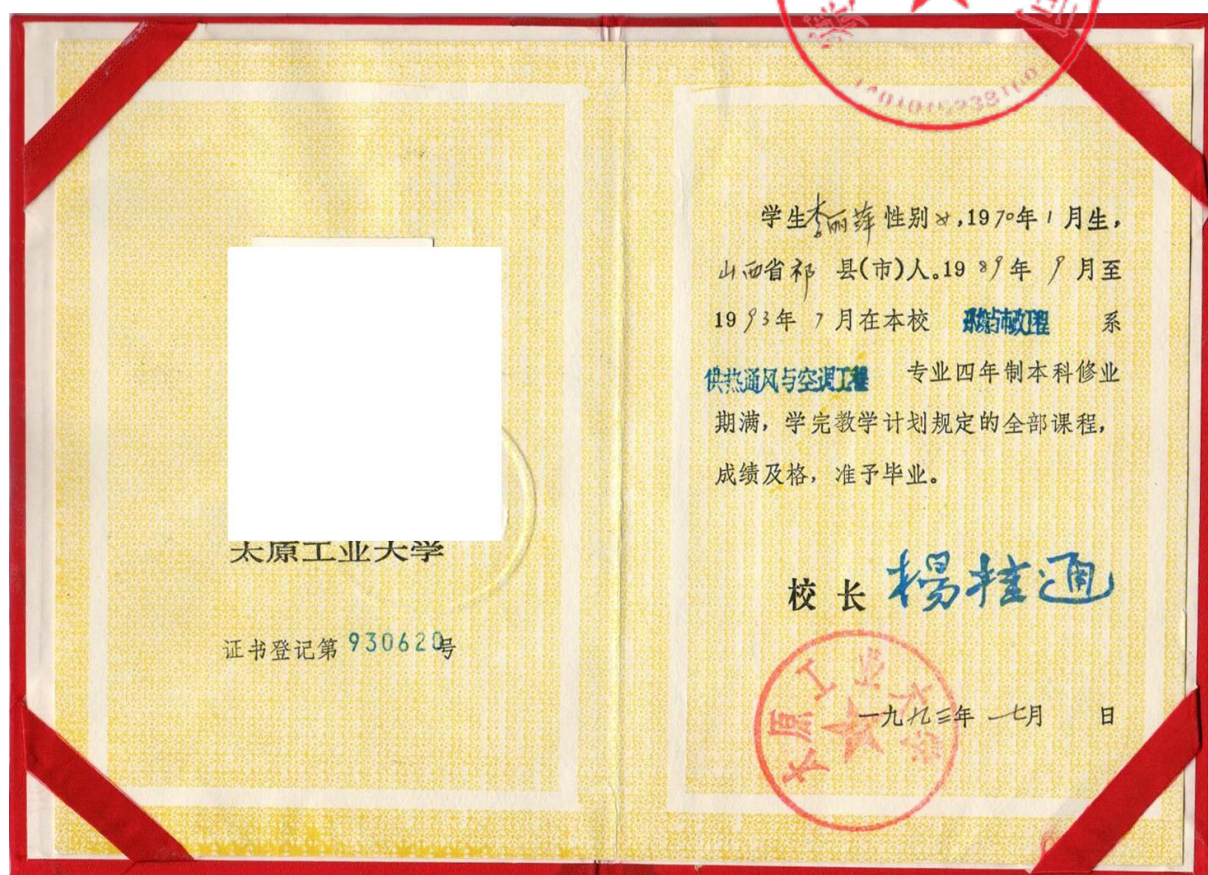 太原工业大学
证书登记第 930620号
学生李丽萍性别女,1970年1月生,
山西省祁 县(市)人。1989年9月至
1993年7月在本校 系
供热通风与空调工程 专业四年制本科修业
期满,学完教学计划规定的全部课程,
成绩及格,准予毕业。
校长 杨桂通
太原工业大学
一九九三年七月 日